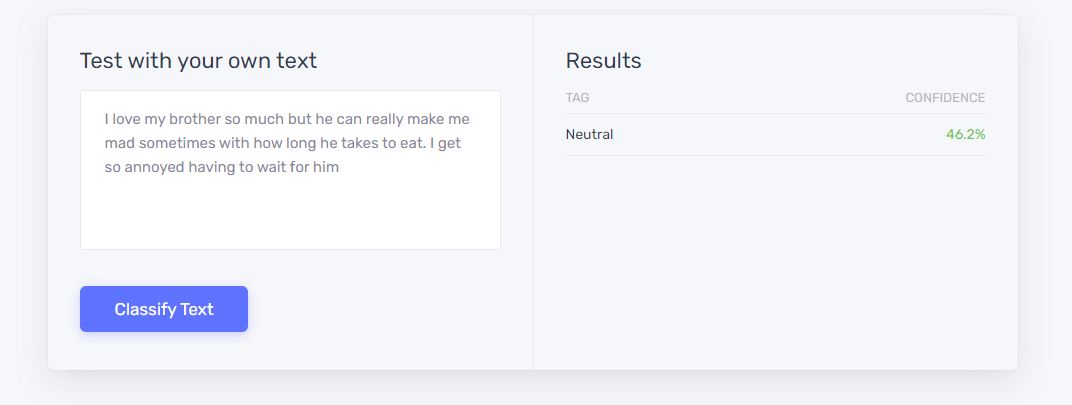 Test with your own text
I love my brother so much but he can really make me
mad sometimes with how long he takes to eat. I get
so annoyed having to wait for him
Classify Text
Results
TAG CONFIDENCE
Neutral 46.2%